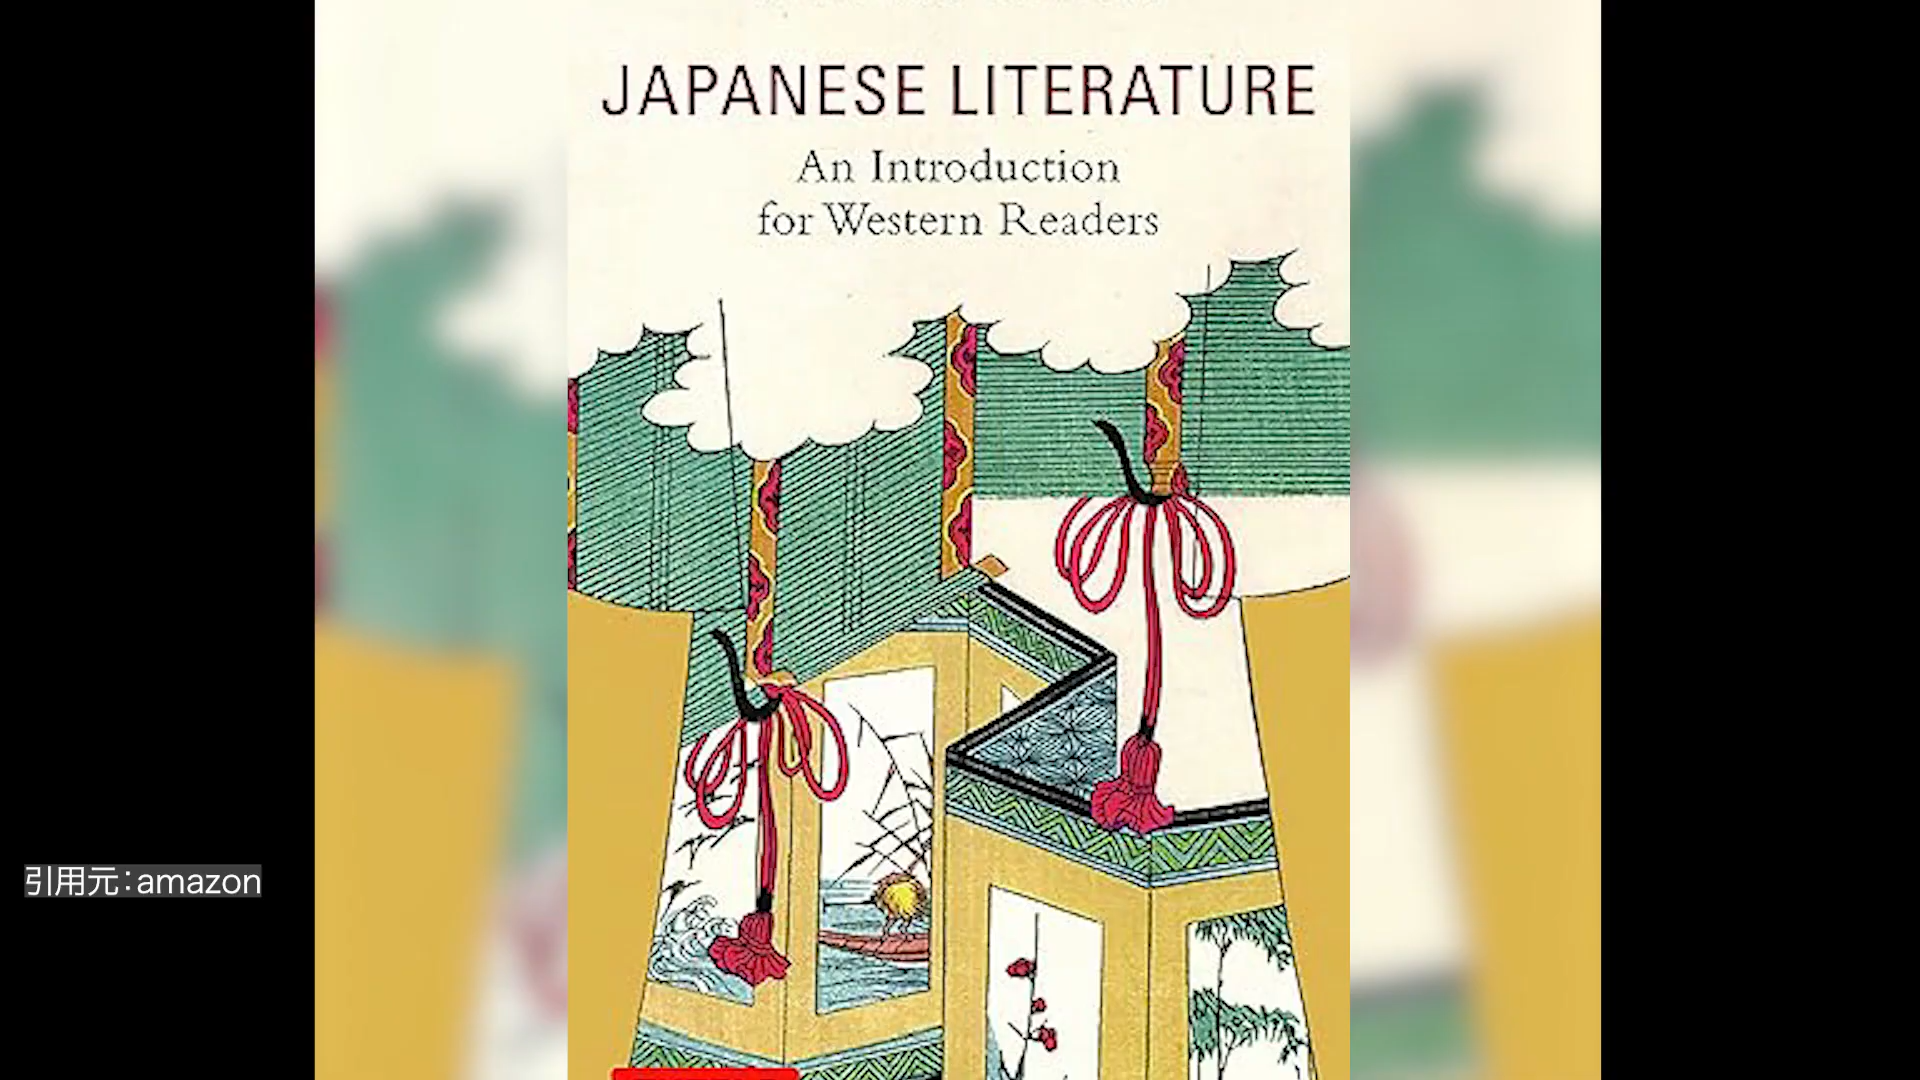 JAPANESE LITERATURE
An Introduction
for Western Readers
引用元:amazon